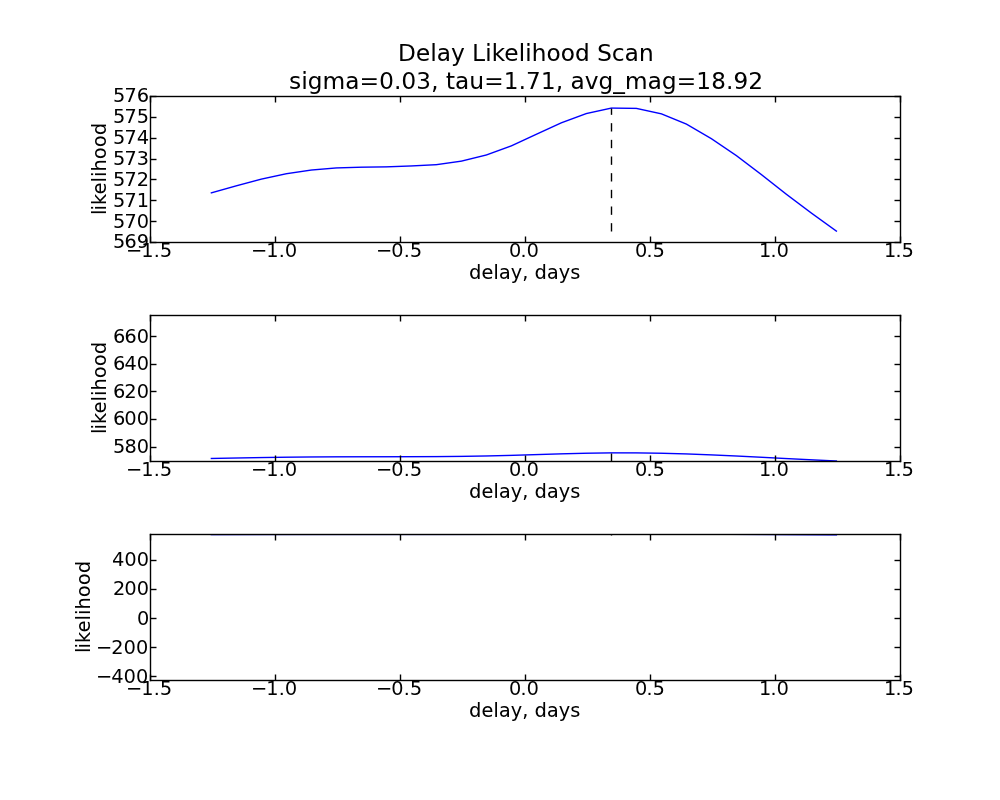 Delay Likelihood Scan
sigma=0.03, tau=1.71, avg_mag=18.92
576
575
574
573
572
571
570
569
likelihood
−1.5 −1.0 −0.5 0.0 0.5 1.0 1.5
delay, days
660
640
620
600
580
likelihood
−1.5 −1.0 −0.5 0.0 0.5 1.0 1.5
delay, days
400
200
0
−200
−400
likelihood
−1.5 −1.0 −0.5 0.0 0.5 1.0 1.5
delay, days